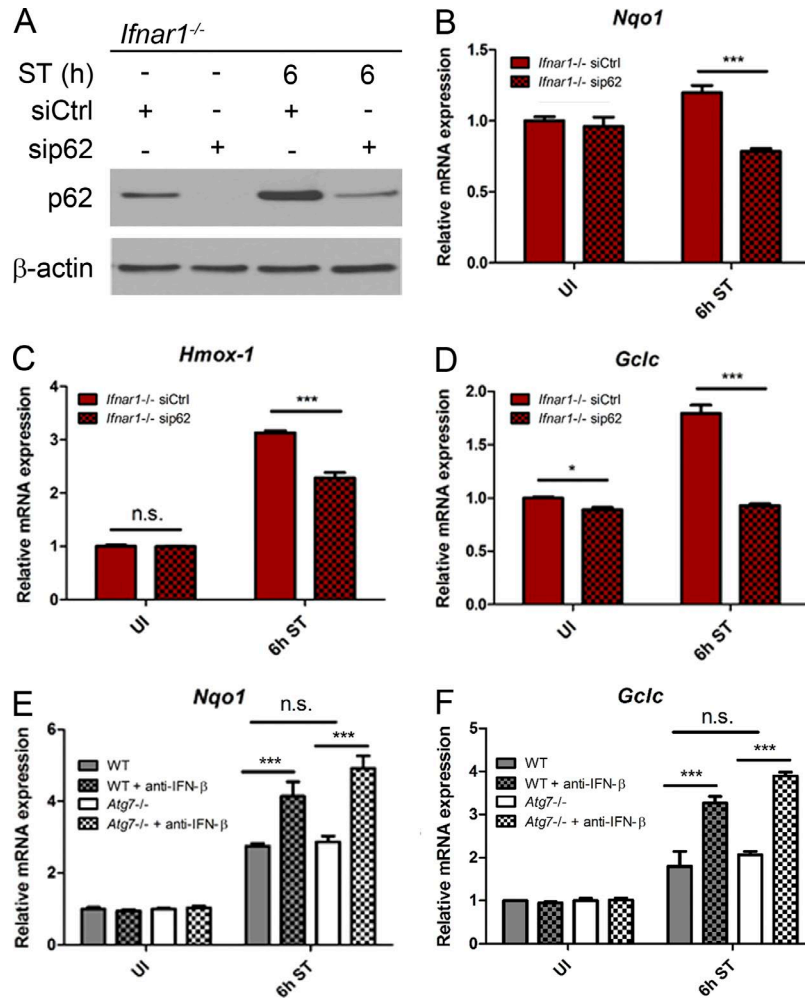 A
Ifnar1-/-
ST (h) - - 6 6
siCtrl + - + -
sip62 - + - +
p62
β-actin
B
Nqo1
Relative mRNA expression
1.5
1.0
0.5
0.0
Ifnar1-/- siCtrl
Ifnar1-/- sip62
***
UI
6h ST
C
Hmox-1
Relative mRNA expression
4
3
2
1
0
Ifnar1-/- siCtrl
Ifnar1-/- sip62
n.s.
***
UI
6h ST
D
Gclc
Relative mRNA expression
2.0
1.5
1.0
0.5
0.0
Ifnar1-/- siCtrl
Ifnar1-/- sip62
*
***
UI
6h ST
E
Nqo1
Relative mRNA expression
6
4
2
0
WT
WT + anti-IFN-β
Atg7-/-
Atg7-/- + anti-IFN-β
n.s.
***
***
UI
6h ST
F
Gclc
Relative mRNA expression
5
4
3
2
1
0
WT
WT + anti-IFN-β
Atg7-/-
Atg7-/- + anti-IFN-β
n.s.
***
***
UI
6h ST